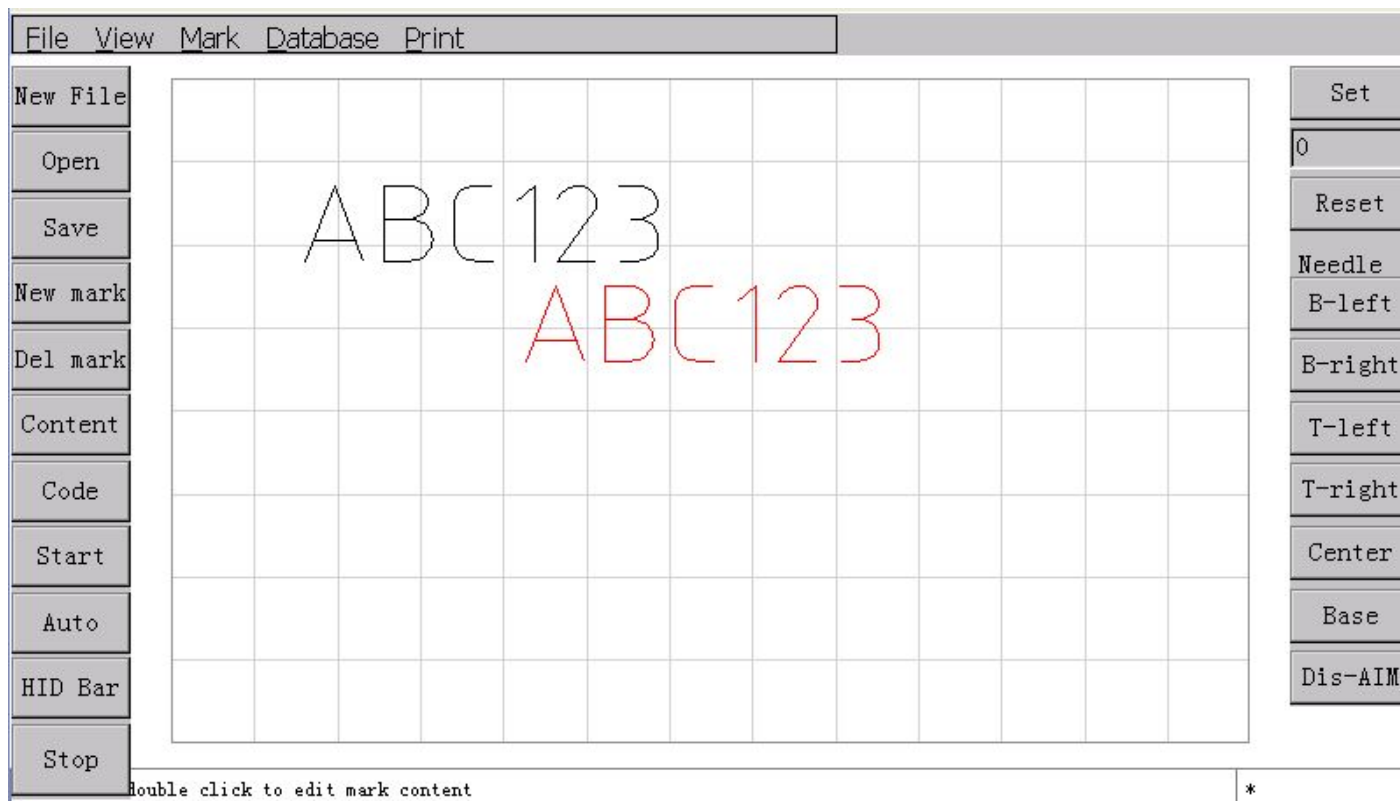 File View Mark Database Print
New File
Open
Save
New mark
Del mark
Content
Code
Start
Auto
HID Bar
Stop
ABC123
ABC123
Set
0
Reset
Needle
B-left
B-right
T-left
T-right
Center
Base
Dis-AIM
double click to edit mark content
*